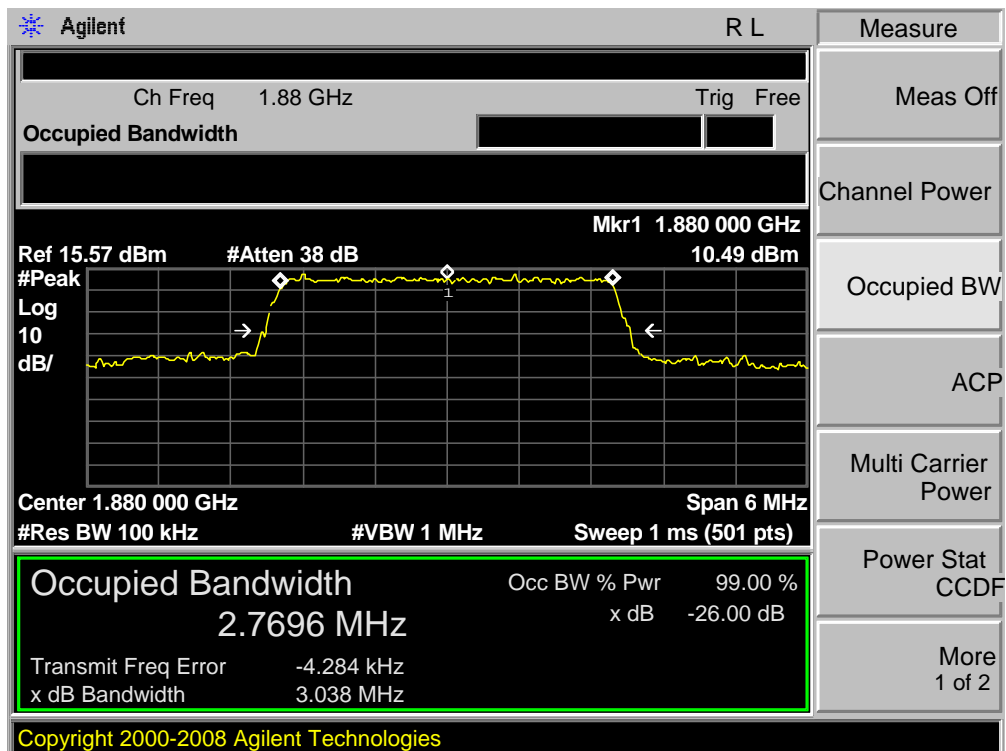 Agilent R L
Ch Freq 1.88 GHz Trig Free
Occupied Bandwidth
Mkr1 1.880 000 GHz
Ref 15.57 dBm #Atten 38 dB 10.49 dBm
#Peak
Log
10
dB/
1
Center 1.880 000 GHz Span 6 MHz
#Res BW 100 kHz #VBW 1 MHz Sweep 1 ms (501 pts)
Occupied Bandwidth Occ BW % Pwr 99.00 %
2.7696 MHz x dB -26.00 dB
Transmit Freq Error -4.284 kHz
x dB Bandwidth 3.038 MHz
Copyright 2000-2008 Agilent Technologies
Measure
Meas Off
Channel Power
Occupied BW
ACP
Multi Carrier
Power
Power Stat
CCDF
More
1 of 2